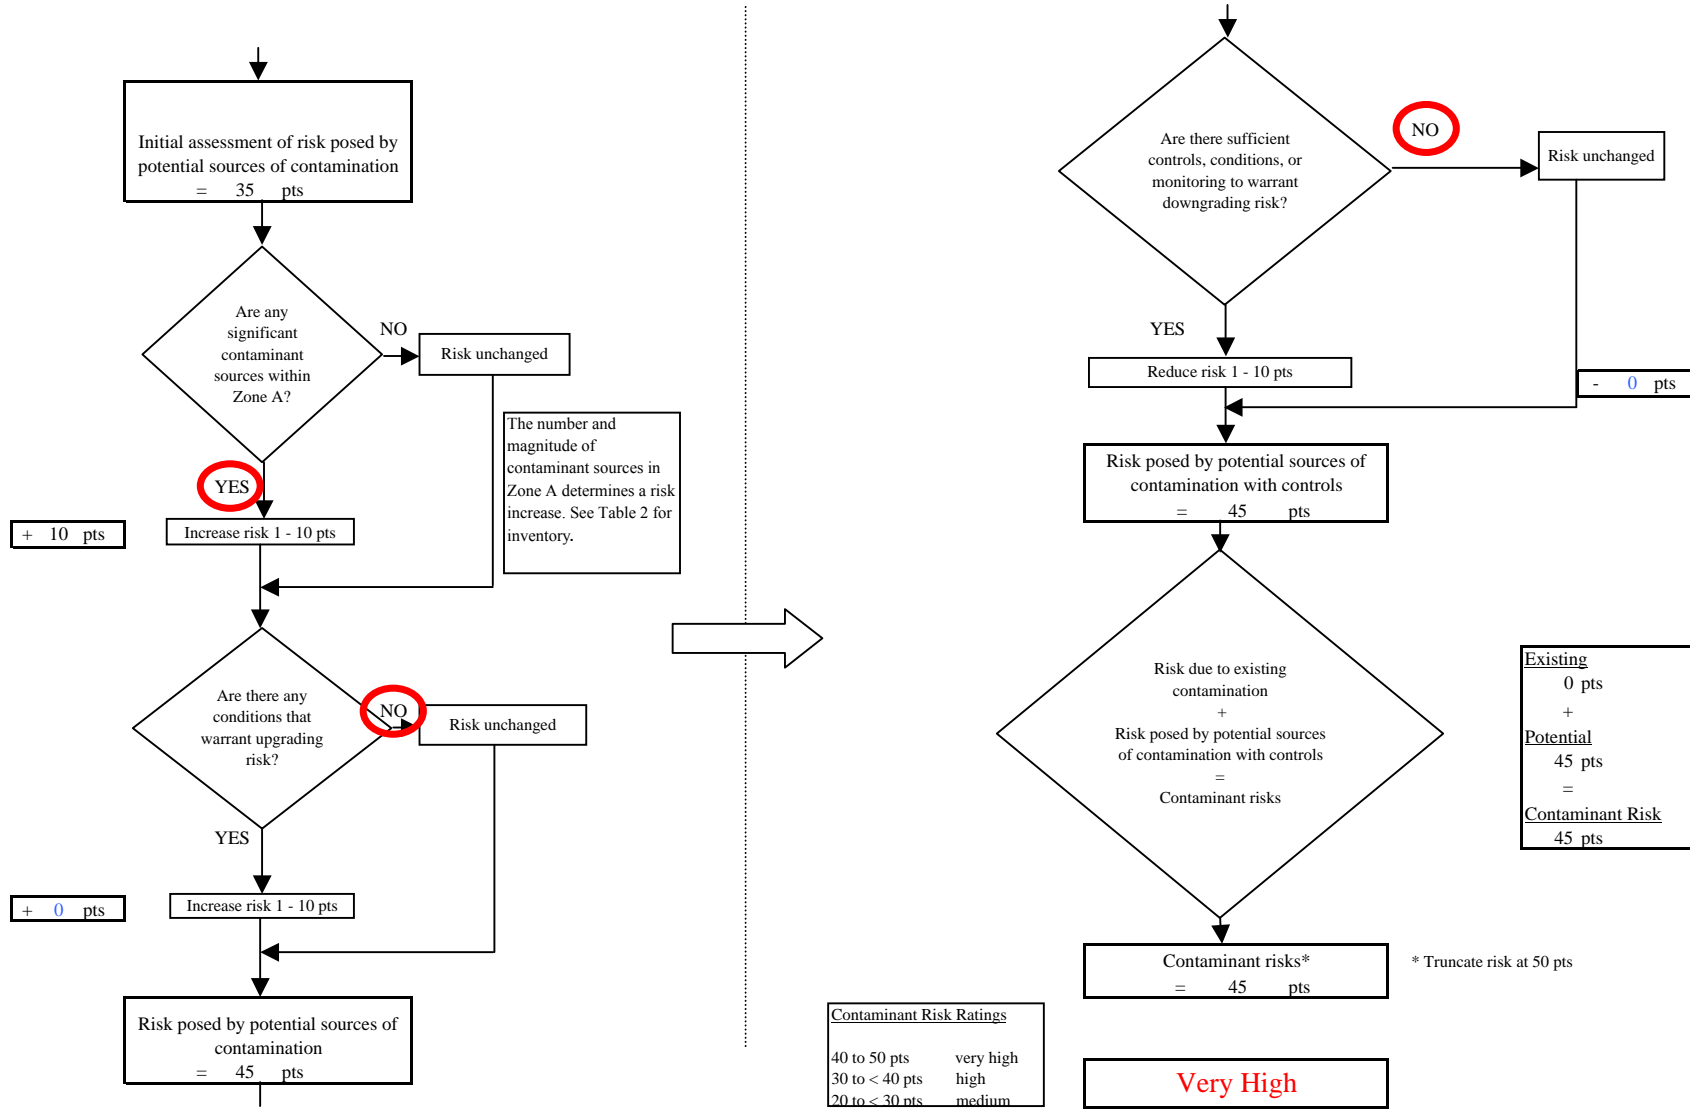 Initial assessment of risk posed by
potential sources of contamination
= 35 pts
Are any
significant
contaminant
sources within
Zone A?
NO
Risk unchanged
YES
The number and
magnitude of
contaminant sources in
Zone A determines a risk
increase. See Table 2 for
inventory.
+ 10 pts
Increase risk 1 - 10 pts
Are there any
conditions that
warrant upgrading
risk?
NO
Risk unchanged
YES
+ 0 pts
Increase risk 1 - 10 pts
Risk posed by potential sources of
contamination
= 45 pts
Are there sufficient
controls, conditions, or
monitoring to warrant
downgrading risk?
NO
Risk unchanged
YES
Reduce risk 1 - 10 pts
- 0 pts
Risk posed by potential sources of
contamination with controls
= 45 pts
Risk due to existing
contamination
+
Risk posed by potential sources
of contamination with controls
=
Contaminant risks
Existing
0 pts
+
Potential
45 pts
=
Contaminant Risk
45 pts
Contaminant risks*
= 45 pts
* Truncate risk at 50 pts
Contaminant Risk Ratings
40 to 50 pts very high
30 to < 40 pts high
20 to < 30 pts medium
Very High